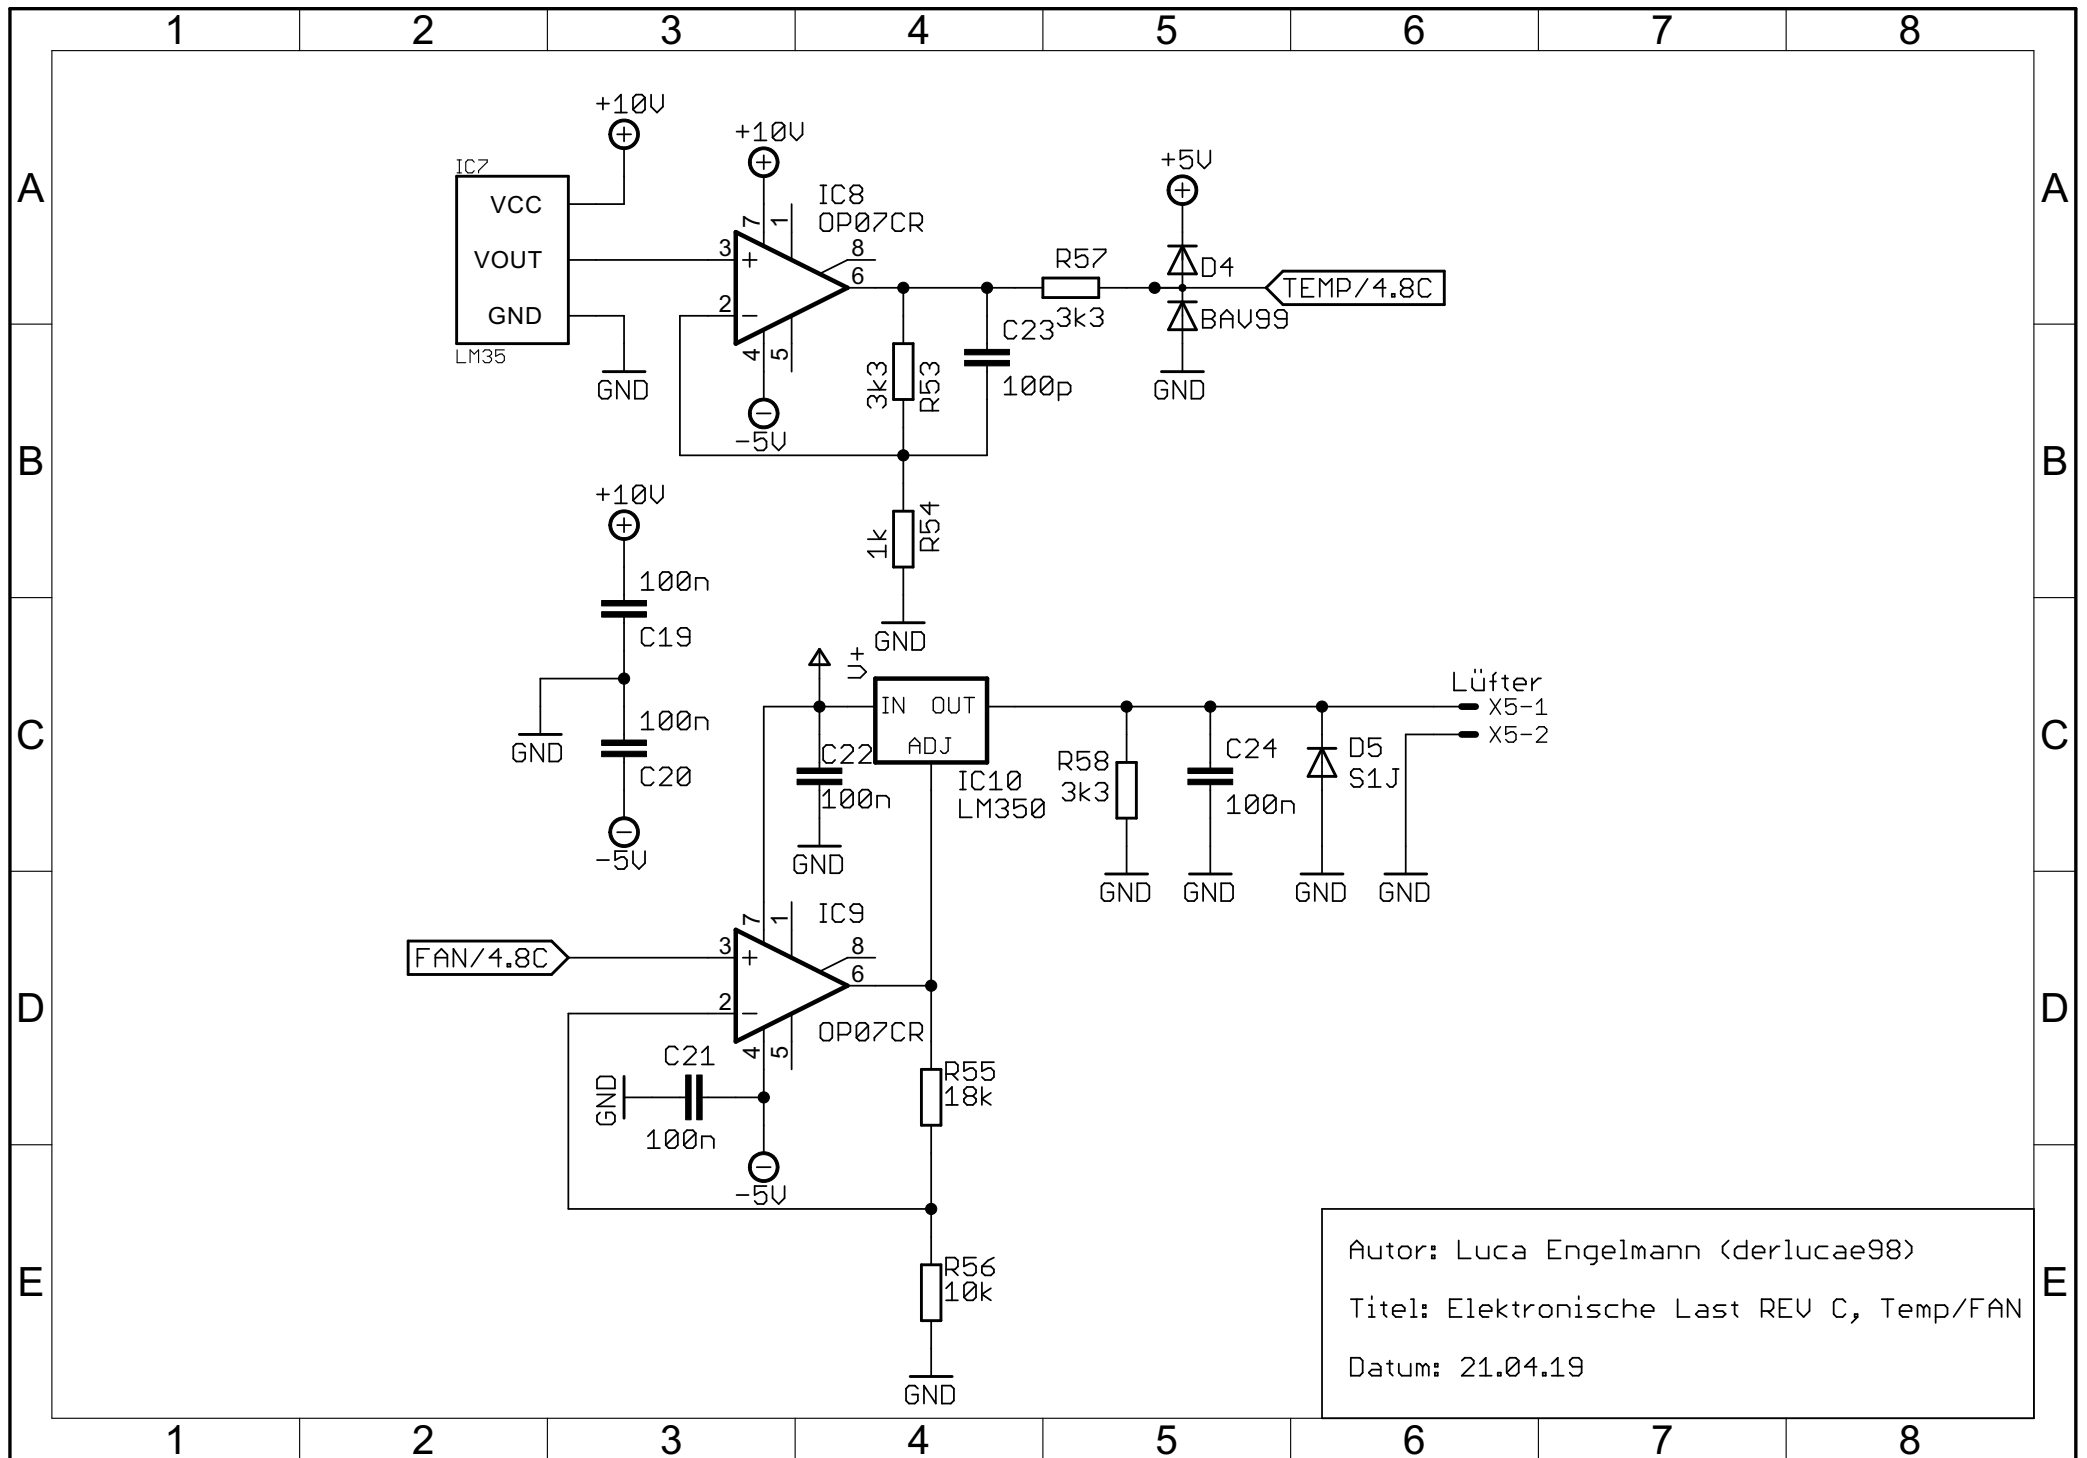 1 2 3 4 5 6 7 8
A
A
B
B
C
C
D
D
E
E
+10V
IC7
VCC
VOUT
GND
LM35
GND
+10V
7
1
IC8
OP07CR
3
+
8
6
2
-
4
5
-5V
3k3
R53
C23
100p
R57
3k3
+5V
D4
BAV99
GND
TEMP/4.8C
1k
R54
GND
+10V
100n
C19
GND
100n
C20
-5V
V+
IN OUT
ADJ
IC10
LM350
C22
100n
GND
R58
3k3
GND
C24
100n
GND
D5
S1J
GND
Lüfter
X5-1
X5-2
GND
FAN/4.8C
7
1
IC9
3
+
8
6
2
-
OP07CR
4
5
C21
GND
100n
-5V
R55
18k
R56
10k
GND
Autor: Luca Engelmann (derlucae98)
Titel: Elektronische Last REV C, Temp/FAN
Datum: 21.04.19
1 2 3 4 5 6 7 8